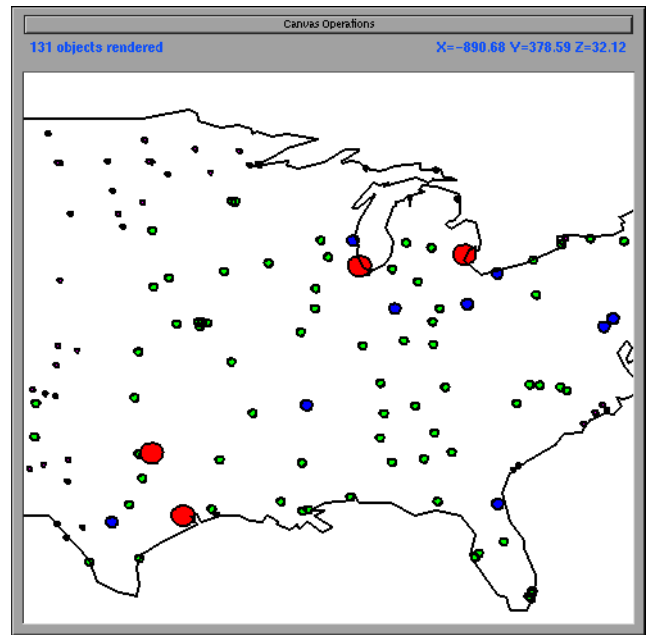 Canvas Operations
131 objects rendered X=-890.68 Y=378.59 Z=32.12